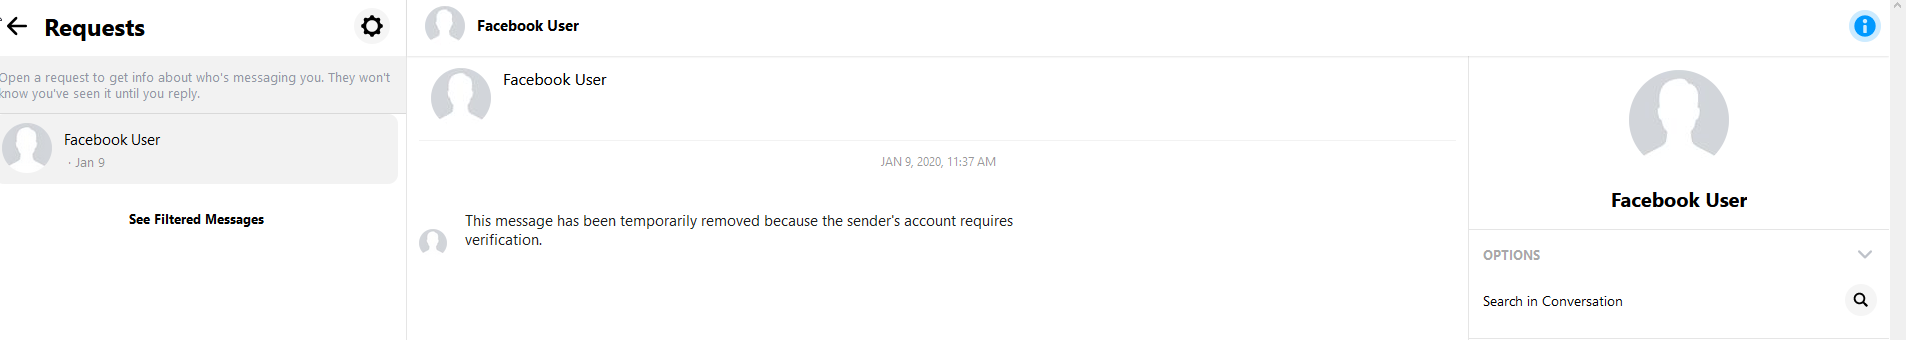 Requests
Open a request to get info about who's messaging you. They won't
know you've seen it until you reply.
Facebook User
· Jan 9
See Filtered Messages
Facebook User
Facebook User
JAN 9, 2020, 11:37 AM
This message has been temporarily removed because the sender's account requires
verification.
Facebook User
OPTIONS
Search in Conversation